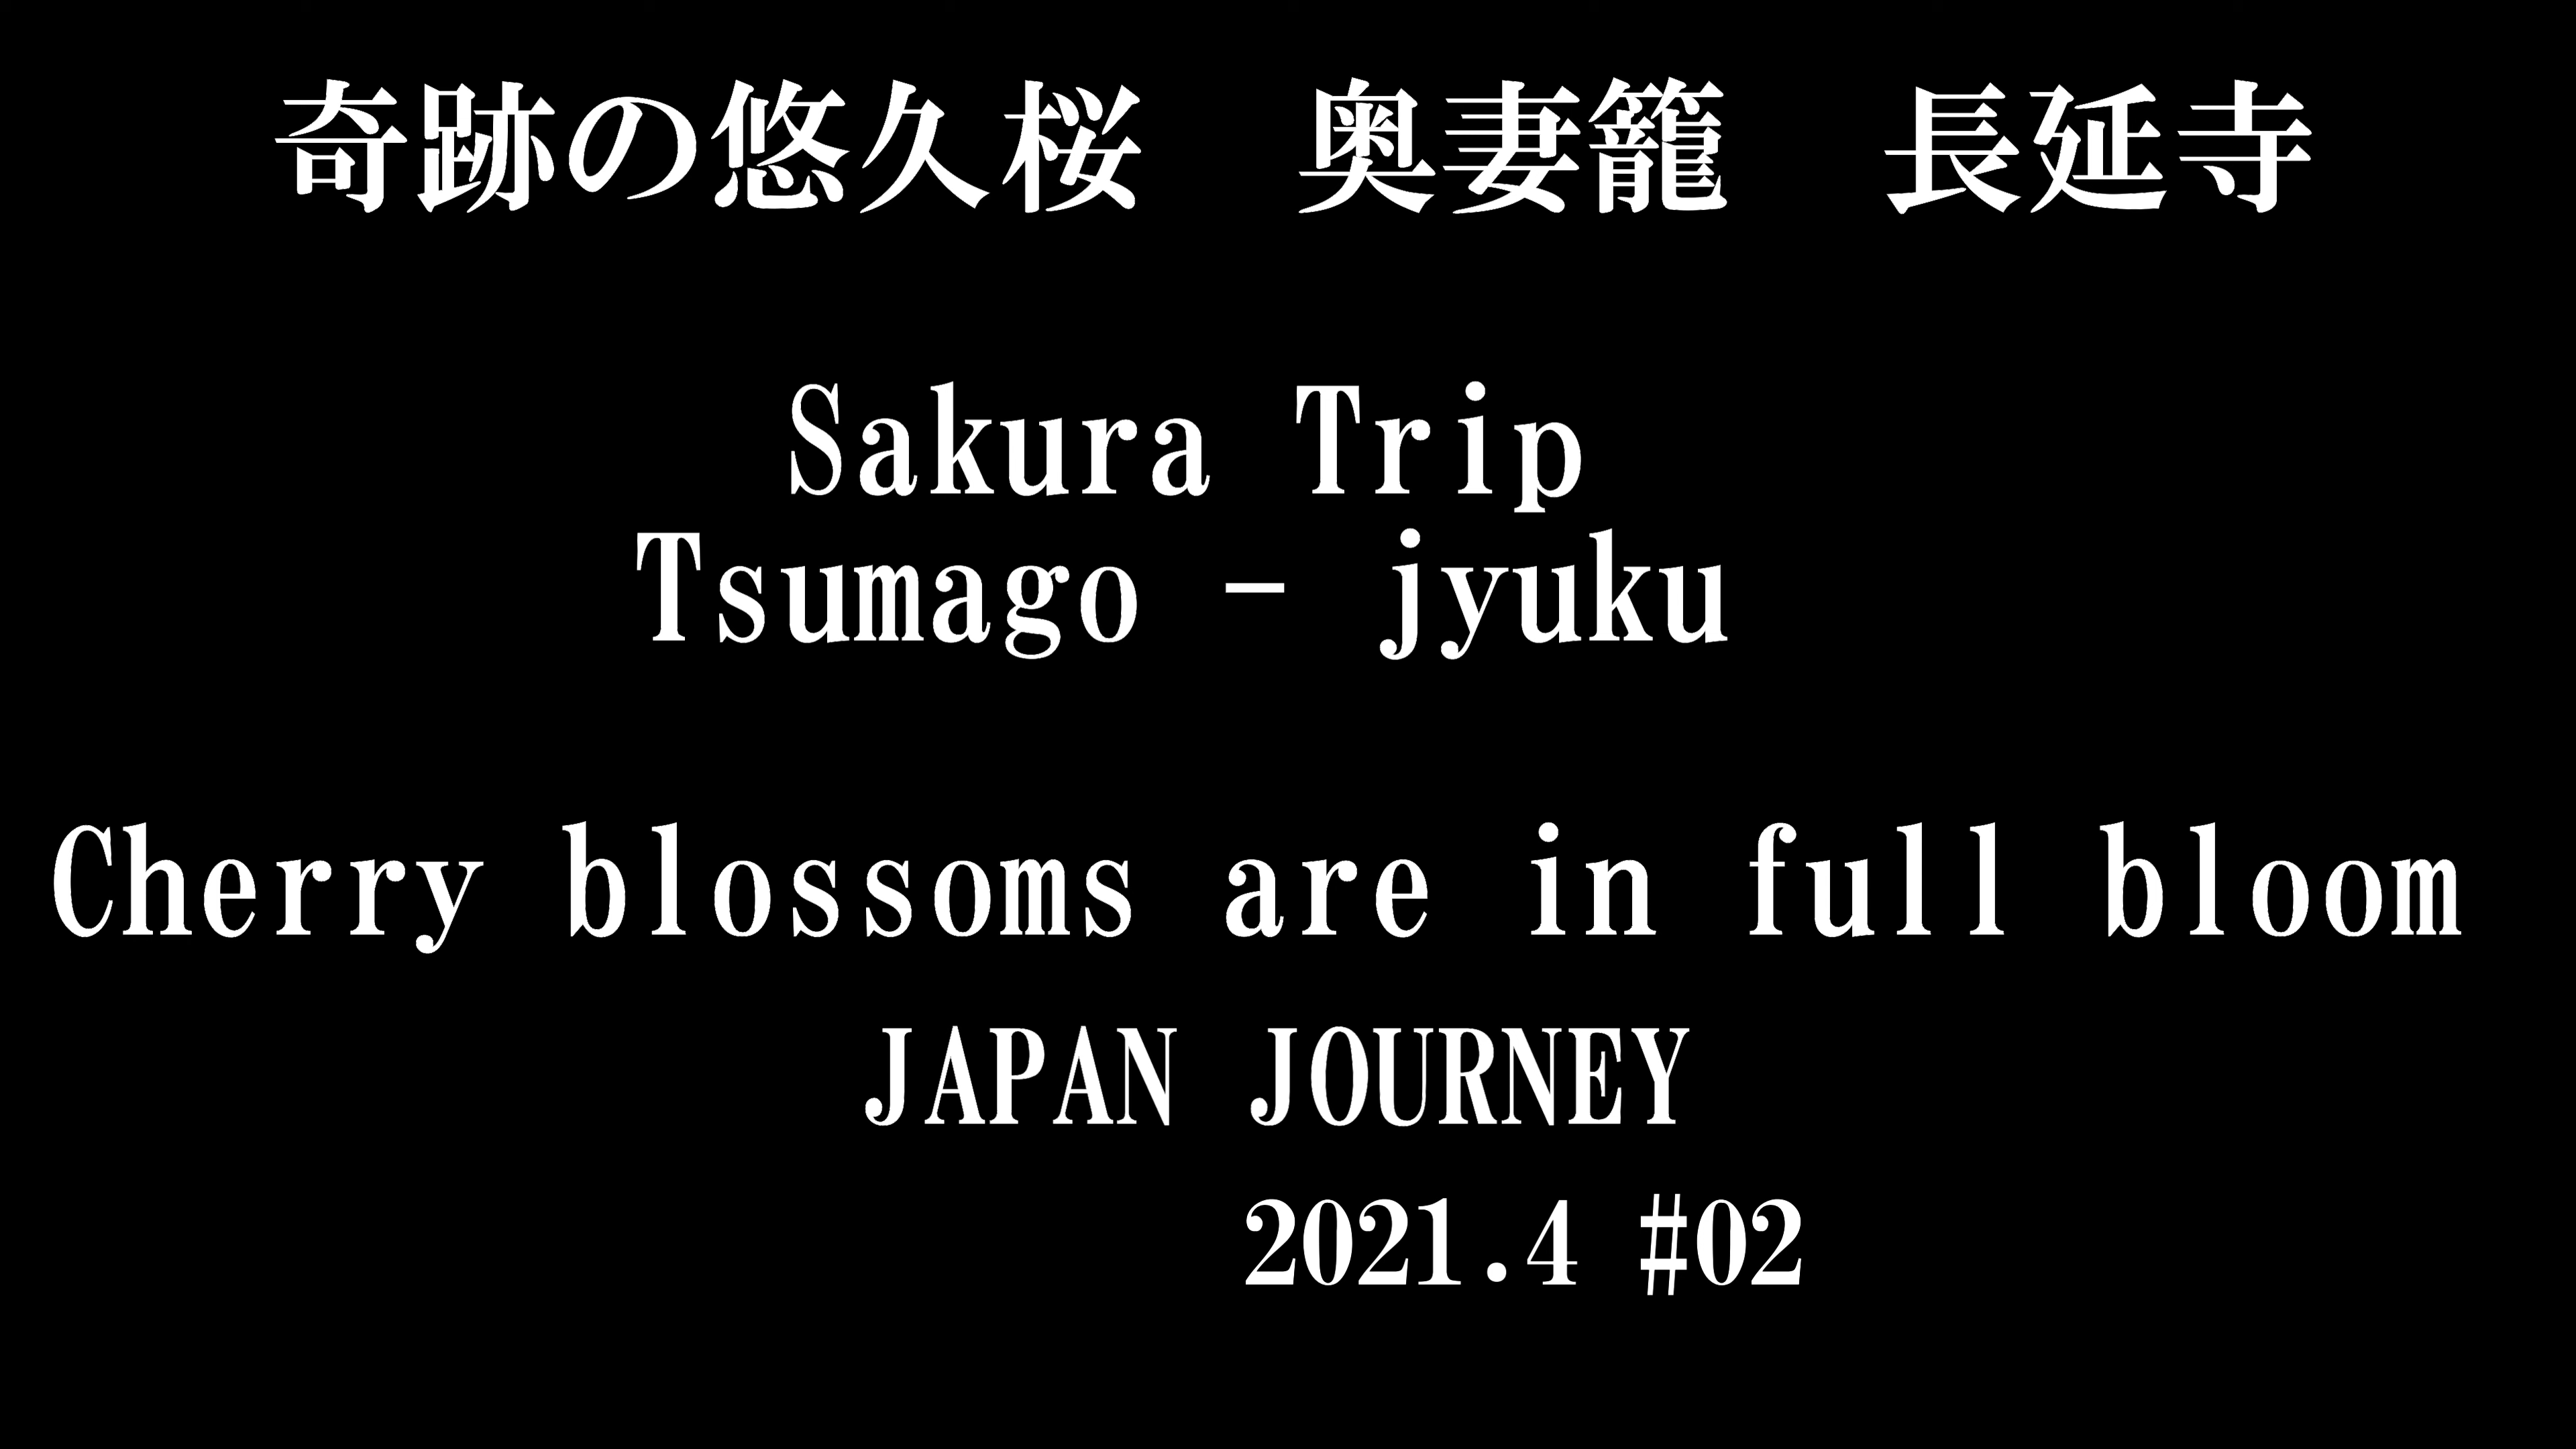 奇跡の悠久桜　奥妻籠　長延寺
Sakura Trip
Tsumago - jyuku
Cherry blossoms are in full bloom
JAPAN JOURNEY
2021.4 #02